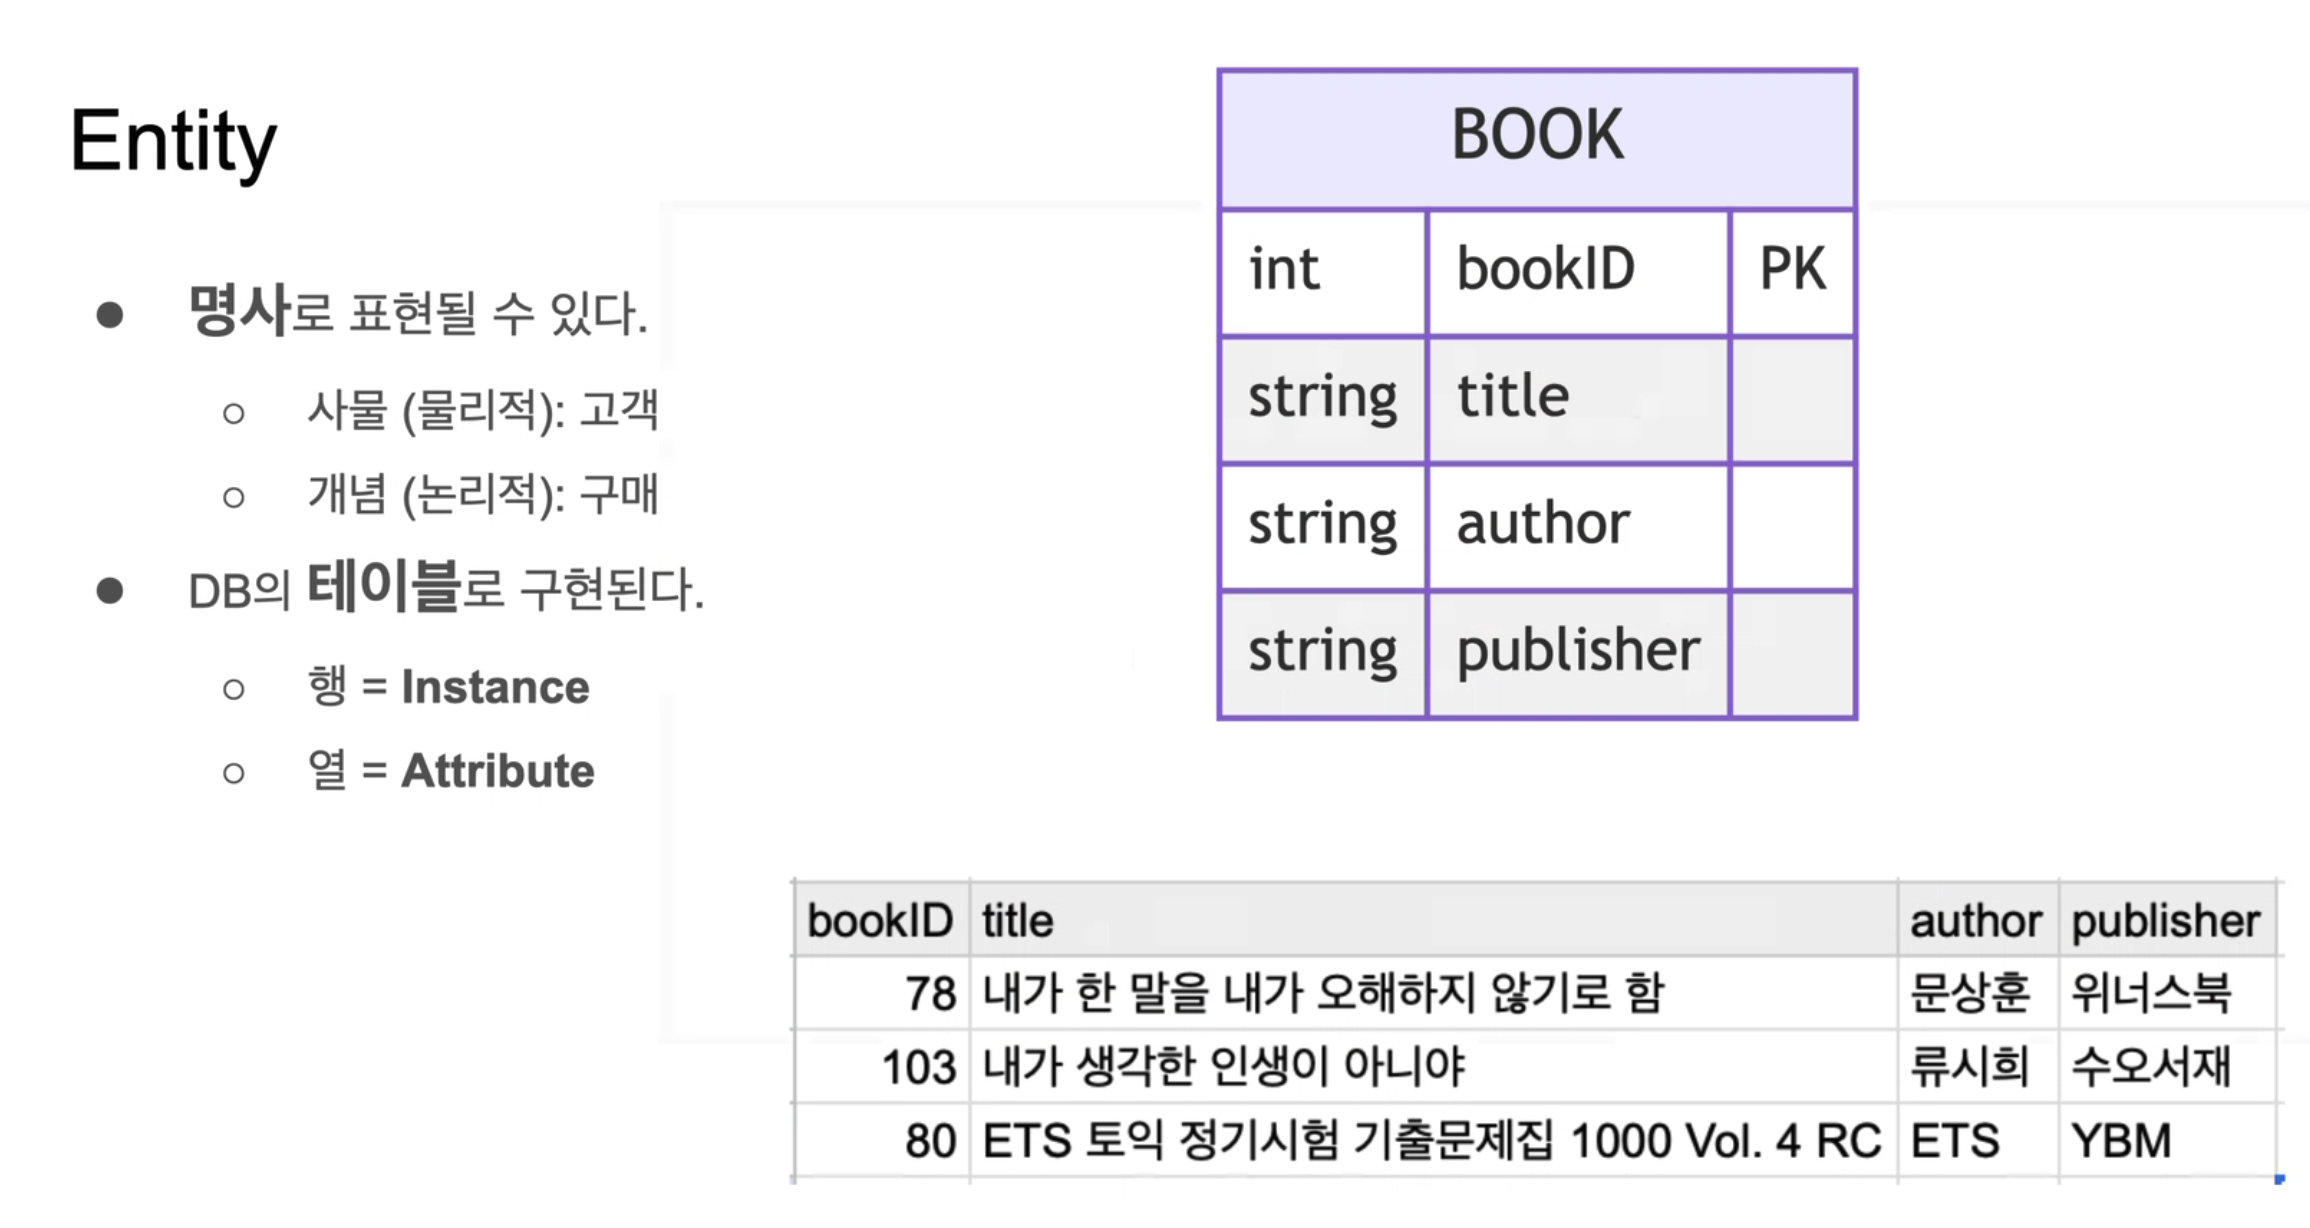 Entity
● 명사로 표현될 수 있다.
○ 사물 (물리적): 고객
○ 개념 (논리적): 구매
● DB의 테이블로 구현된다.
○ 행 = Instance
○ 열 = Attribute
BOOK
int bookID PK
string title
string author
string publisher
bookID title author publisher
78 내가 한 말을 내가 오해하지 않기로 함 문상훈 위너스북
103 내가 생각한 인생이 아니야 류시희 수오서재
80 ETS 토익 정기시험 기출문제집 1000 Vol. 4 RC ETS YBM